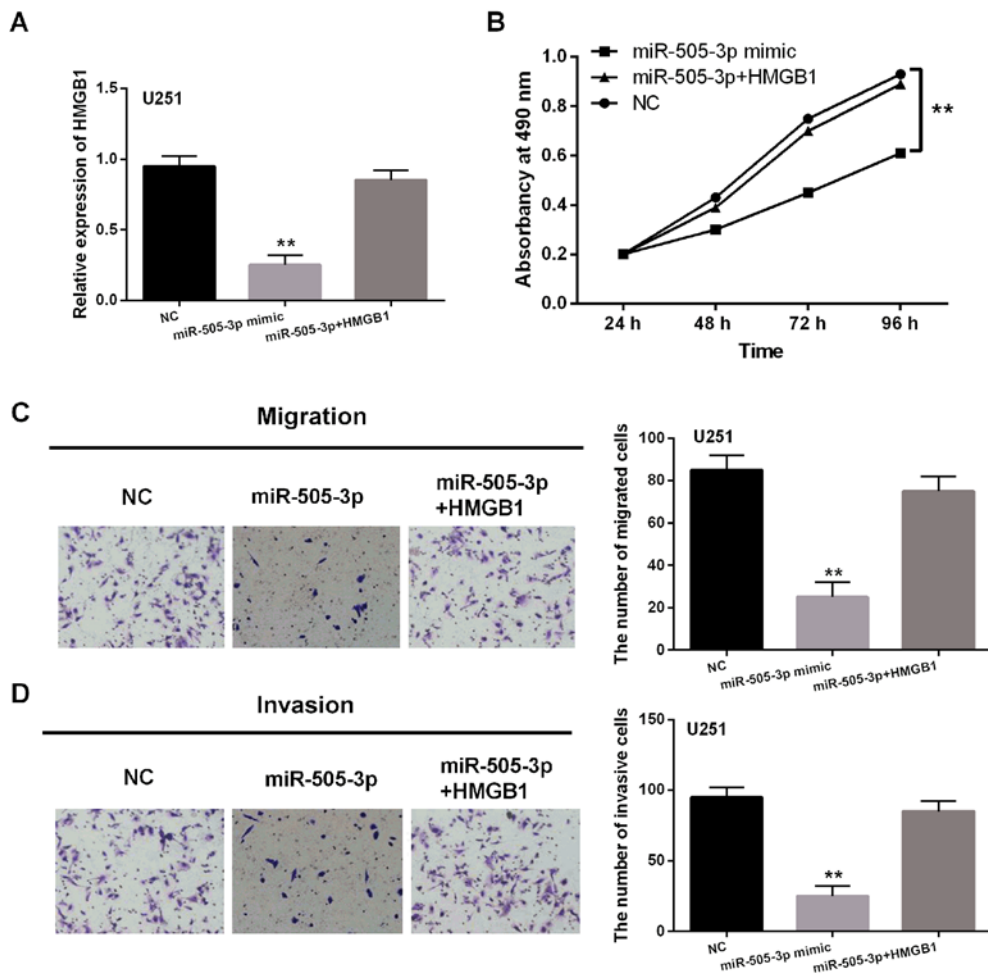 A
Relative expression of HMGB1
1.5
1.0
0.5
0.0
U251
**
NC
miR-505-3p mimic
miR-505-3p+HMGB1
B
Absorbancy at 490 nm
1.0
0.8
0.6
0.4
0.2
0.0
miR-505-3p mimic
miR-505-3p+HMGB1
NC
**
24 h
48 h
72 h
96 h
Time
C
Migration
NC
miR-505-3p
miR-505-3p
+HMGB1
The number of migrated cells
100
80
60
40
20
0
U251
**
NC
miR-505-3p mimic
miR-505-3p+HMGB1
D
Invasion
NC
miR-505-3p
miR-505-3p
+HMGB1
The number of invasive cells
150
100
50
0
U251
**
NC
miR-505-3p mimic
miR-505-3p+HMGB1